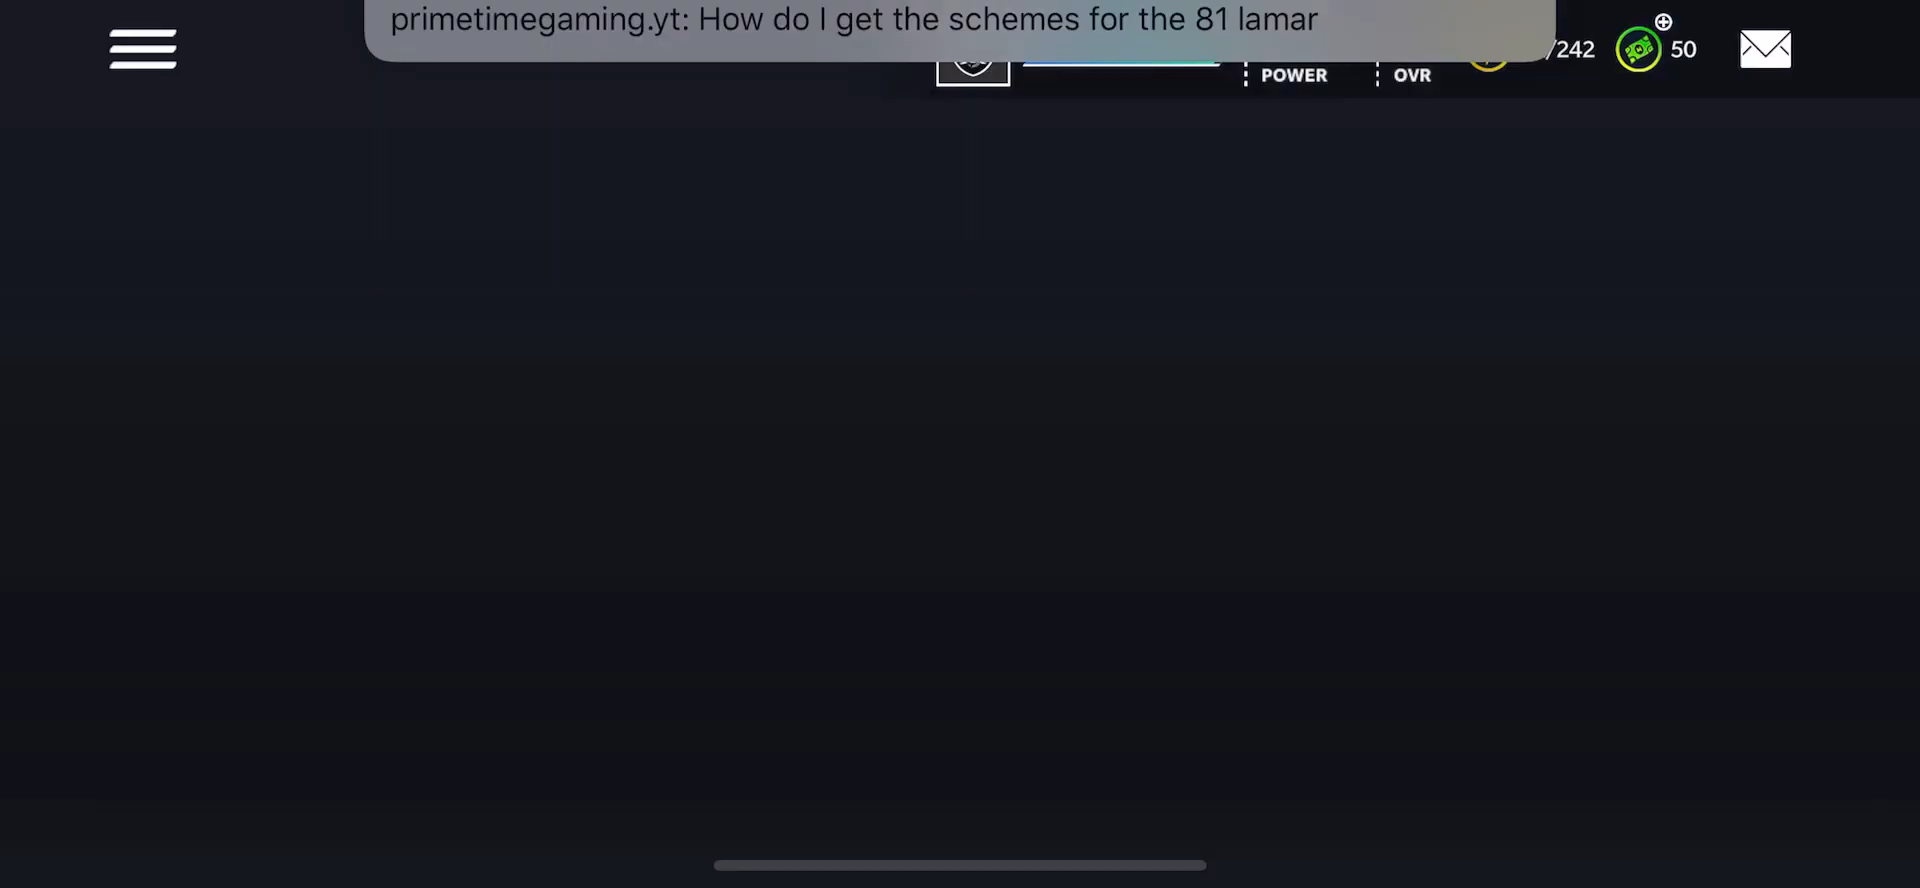 primetimegaming.yt: How do I get the schemes for the 81 lamar
/242
50
POWER
OVR